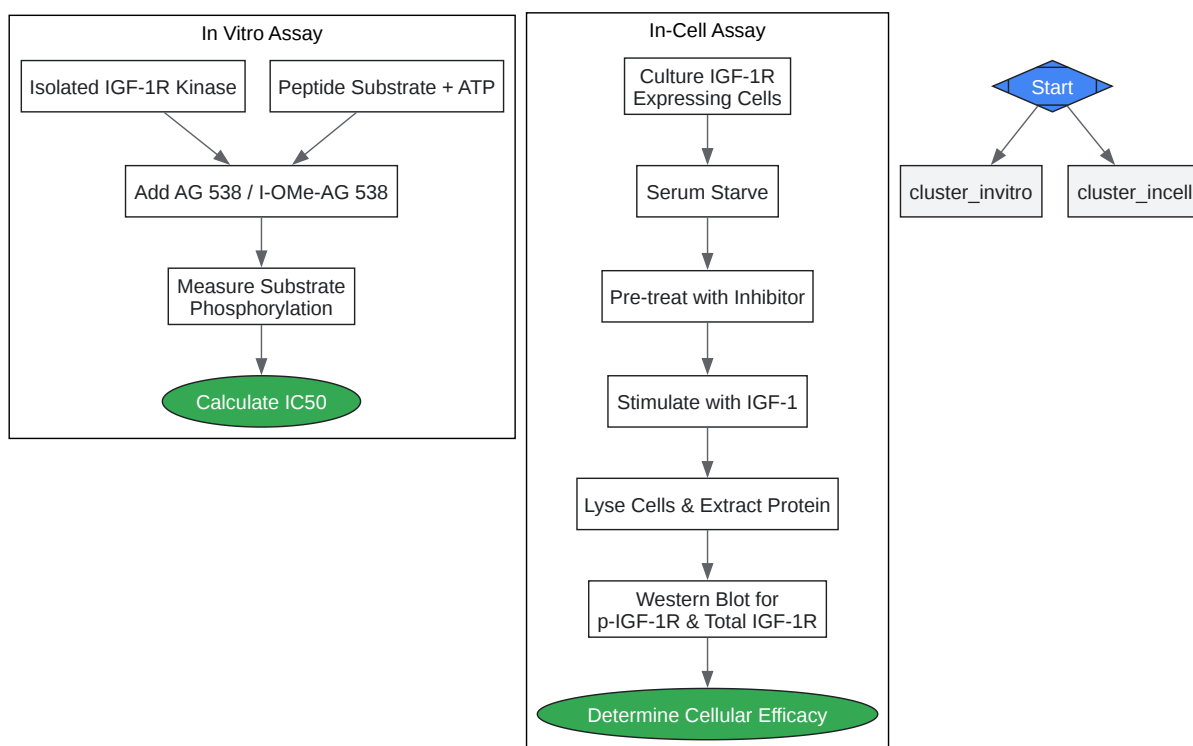 In Vitro Assay
Isolated IGF-1R Kinase
Peptide Substrate + ATP
Add AG 538 / I-OMe-AG 538
Measure Substrate
Phosphorylation
Calculate IC50
In-Cell Assay
Culture IGF-1R
Expressing Cells
Serum Starve
Pre-treat with Inhibitor
Stimulate with IGF-1
Lyse Cells & Extract Protein
Western Blot for
p-IGF-1R & Total IGF-1R
Determine Cellular Efficacy
Start
cluster_invitro
cluster_incell